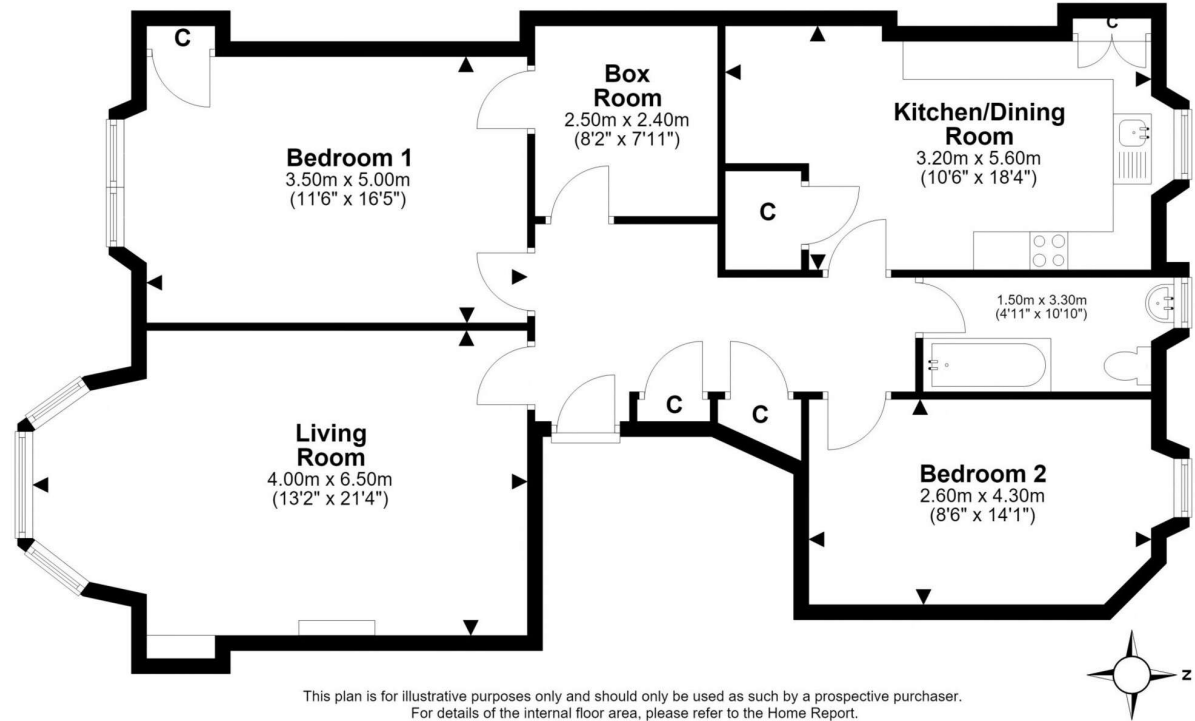 C
Bedroom 1
3.50m x 5.00m
(11'6" x 16'5")
Box
Room
2.50m x 2.40m
(8'2" x 7'11")
C
Kitchen/Dining
Room
3.20m x 5.60m
(10'6" x 18'4")
C
1.50m x 3.30m
(4'11" x 10'10")
Living
Room
4.00m x 6.50m
(13'2" x 21'4")
C
C
Bedroom 2
2.60m x 4.30m
(8'6" x 14'1")
Z
This plan is for illustrative purposes only and should only be used as such by a prospective purchaser.
For details of the internal floor area, please refer to the Home Report.